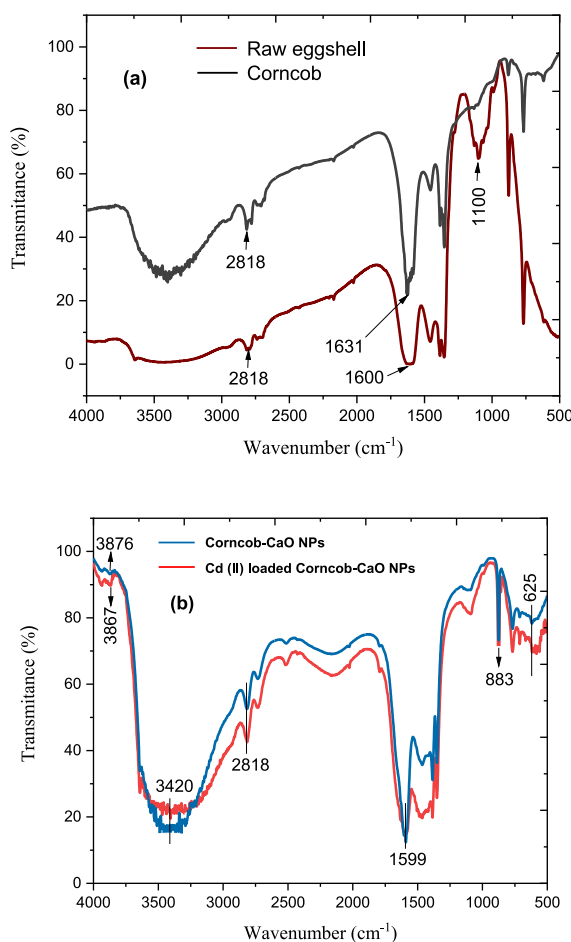 (a)
Raw eggshell
Corncob
Transmitance (%)
100
80
60
40
20
0
2818
2818
1631
1600
1100
4000 3500 3000 2500 2000 1500 1000 500
Wavenumber (cm⁻¹)
(b)
Corncob-CaO NPs
Cd (II) loaded Corncob-CaO NPs
Transmitance (%)
100
80
60
40
20
0
3876
3867
3420
2818
1599
883
625
4000 3500 3000 2500 2000 1500 1000 500
Wavenumber (cm⁻¹)